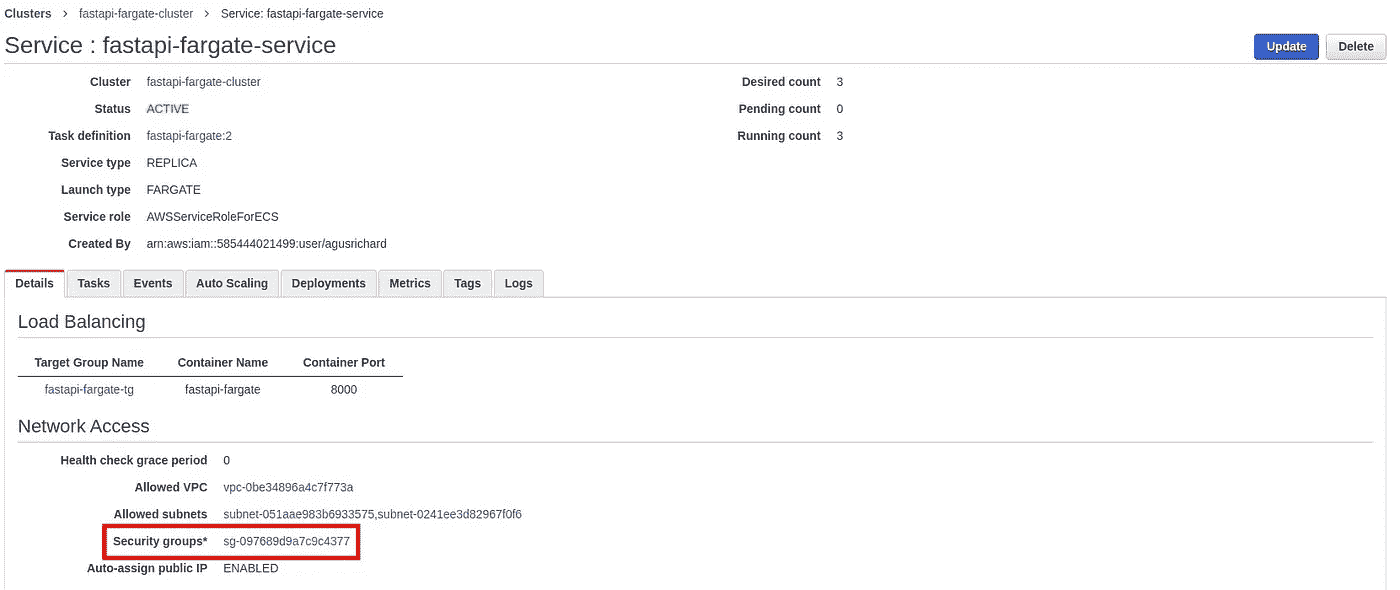 Clusters > fastapi-fargate-cluster > Service: fastapi-fargate-service
Service : fastapi-fargate-service
Update Delete
Cluster fastapi-fargate-cluster Desired count 3
Status ACTIVE Pending count 0
Task definition fastapi-fargate:2 Running count 3
Service type REPLICA
Launch type FARGATE
Service role AWSServiceRoleForECS
Created By arn:aws:iam::585444021499:user/agusrichard
Details Tasks Events Auto Scaling Deployments Metrics Tags Logs
Load Balancing
Target Group Name Container Name Container Port
fastapi-fargate-tg fastapi-fargate 8000
Network Access
Health check grace period 0
Allowed VPC vpc-0be34896a4c7f773a
Allowed subnets subnet-051aae983b6933575,subnet-0241ee3d82967f0f6
Security groups* sg-097689d9a7c9c4377
Auto-assign public IP ENABLED